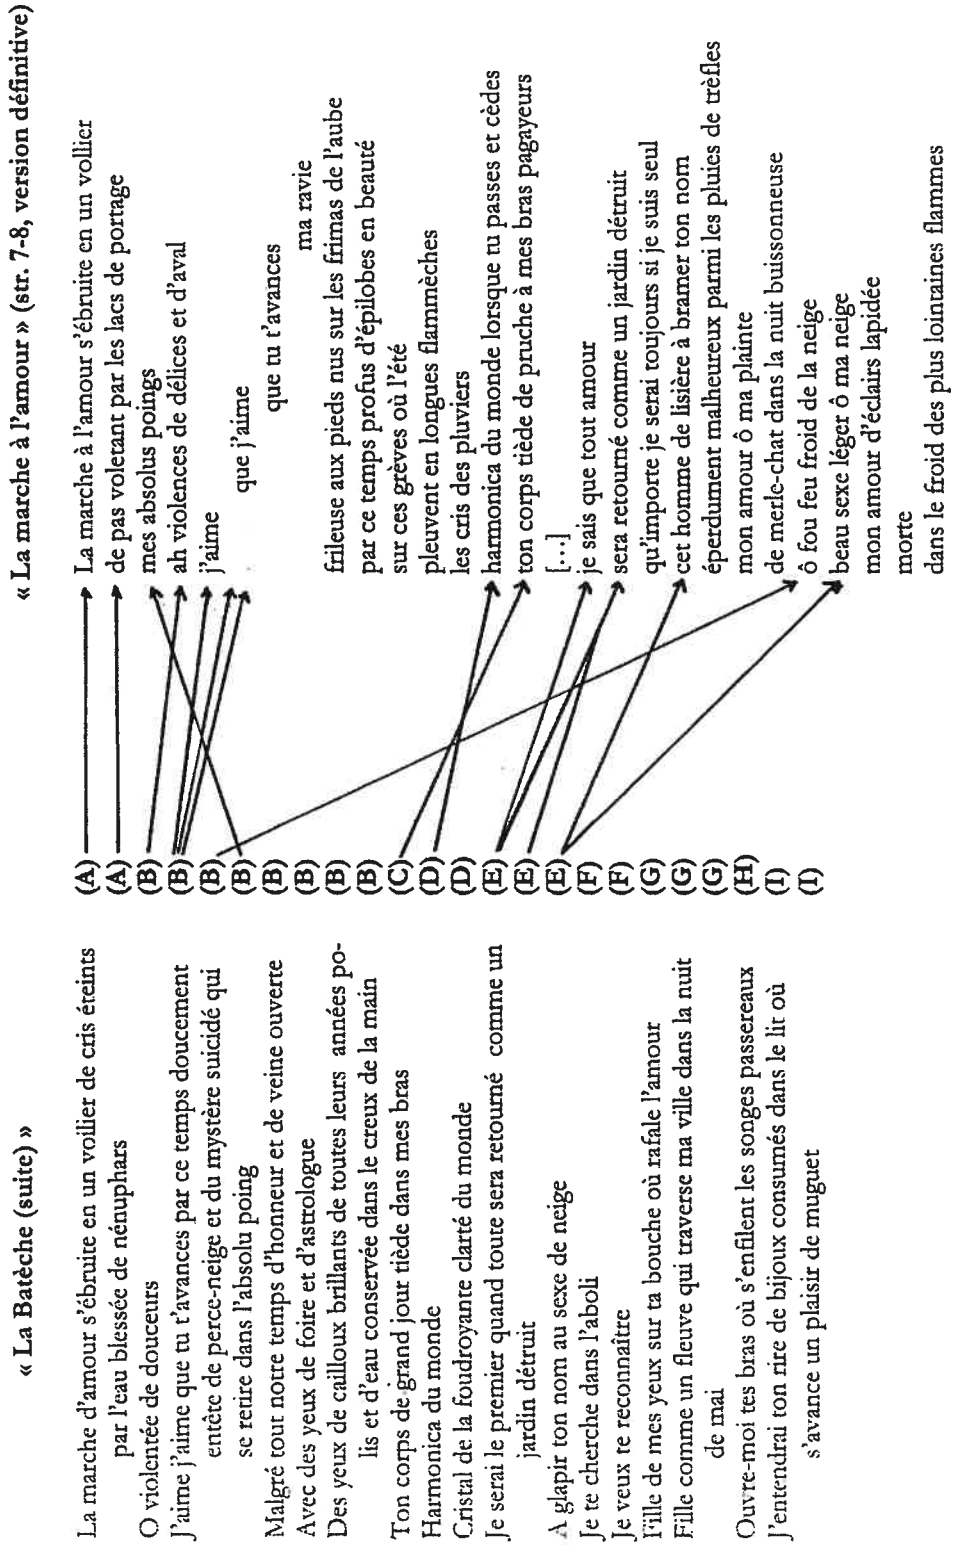 « La Batèche (suite) »
La marche d'amour s'ébruite en un voilier de cris éteints
par l'eau blessée de nénuphars
O violentée de douceurs
J'aime j'aime que tu t'avances par ce temps doucement
entête de perce-neige et du mystère suicidé qui
se retire dans l'absolu poing
Malgré tout notre temps d'honneur et de veine ouverte
Avec des yeux de foire et d'astrologue
Des yeux de cailloux brillants de toutes leurs années po-
lis et d'eau conservée dans le creux de la main
Ton corps de grand jour tiède dans mes bras
Harmonica du monde
Cristal de la foudroyante clarté du monde
Je serai le premier quand toute sera retourné comme un
jardin détruit
A glapir ton nom au sexe de neige
Je te cherche dans l'aboli
Je veux te reconnaître
Fille de mes yeux sur ta bouche où rafale l'amour
Fille comme un fleuve qui traverse ma ville dans la nuit
de mai
Ouvre-moi tes bras où s'enfilent les songes passereaux
J'entendrai ton rire de bijoux consumés dans le lit où
s'avance un plaisir de muguet
(A)
(A)
(B)
(B)
(B)
(B)
(B)
(B)
(B)
(B)
(C)
(D)
(D)
(E)
(E)
(E)
(F)
(F)
(G)
(G)
(G)
(H)
(I)
(I)
« La marche à l'amour » (str. 7-8, version définitive)
La marche à l'amour s'ébruite en un vollier
de pas voletant par les lacs de portage
mes absolus poings
ah violences de délices et d'aval
j'aime
que j'aime
que tu t'avances
ma ravie
frileuse aux pieds nus sur les frimas de l'aube
par ce temps profus d'épilobes en beauté
sur ces grèves où l'été
pleuvent en longues flammèches
les cris des pluviers
harmonica du monde lorsque tu passes et cèdes
ton corps tiède de pruche à mes bras pagayeurs
[...]
je sais que tout amour
sera retourné comme un jardin détruit
qu'importe je serai toujours si je suis seul
cet homme de lisière à bramer ton nom
éperdument malheureux parmi les pluies de trèfles
mon amour ô ma plainte
de merle-chat dans la nuit buissonneuse
ô fou feu froid de la neige
beau sexe léger ô ma neige
mon amour d'éclairs lapidée
morte
dans le froid des plus lointaines flammes